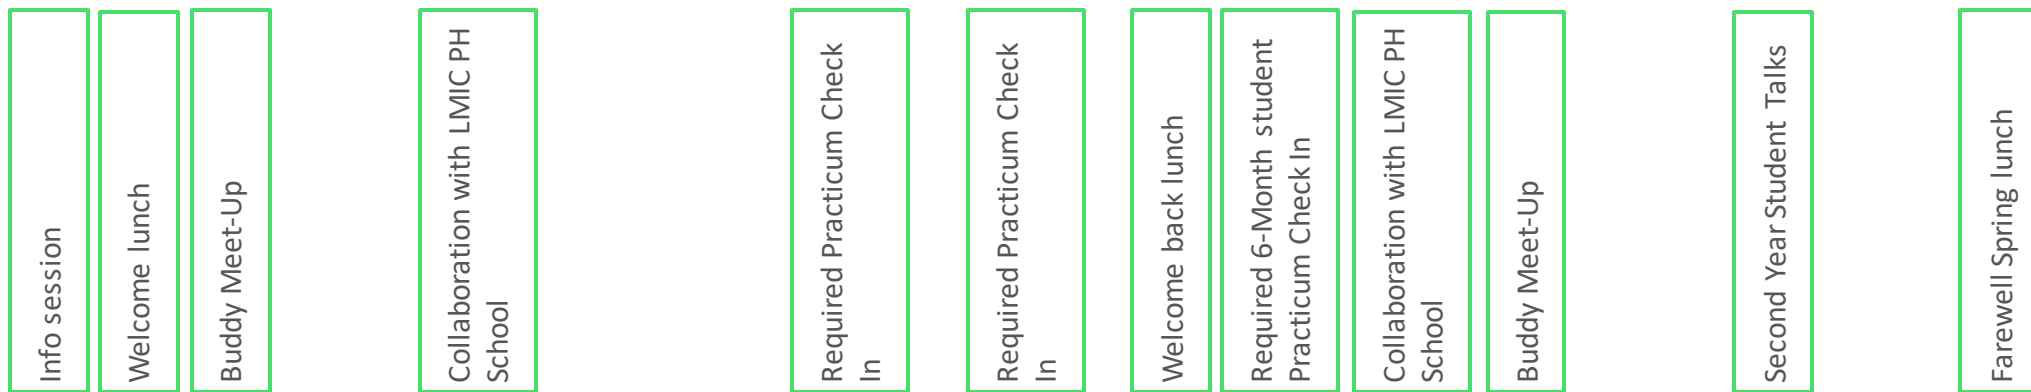 Info session
Welcome lunch
Buddy Meet-Up
Collaboration with LMIC PH
School
Required Practicum Check
In
Required Practicum Check
In
Welcome back lunch
Required 6-Month student
Practicum Check In
Collaboration with LMIC PH
School
Buddy Meet-Up
Second Year Student Talks
Farewell Spring lunch